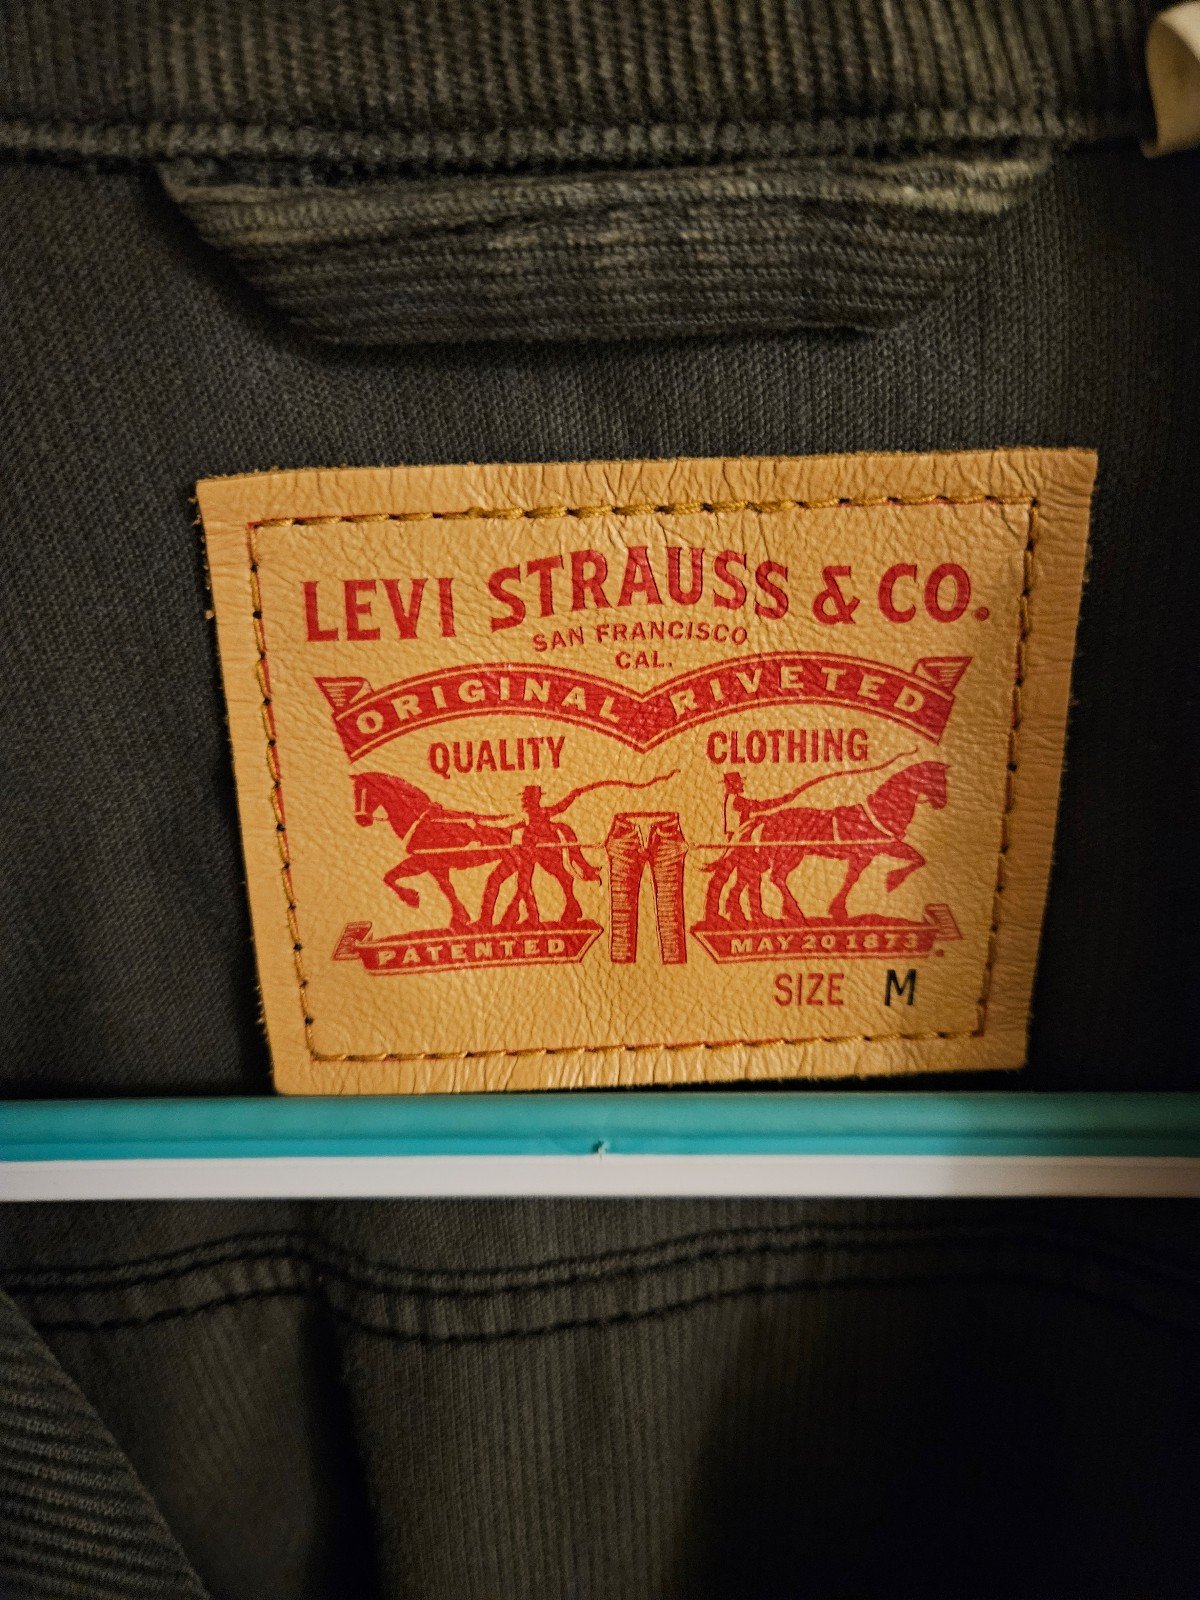 LEVI STRAUSS & CO.
SAN FRANCISCO
CAL.
ORIGINAL RIVETED
QUALITY CLOTHING
PATENTED MAY 20 1873
SIZE M